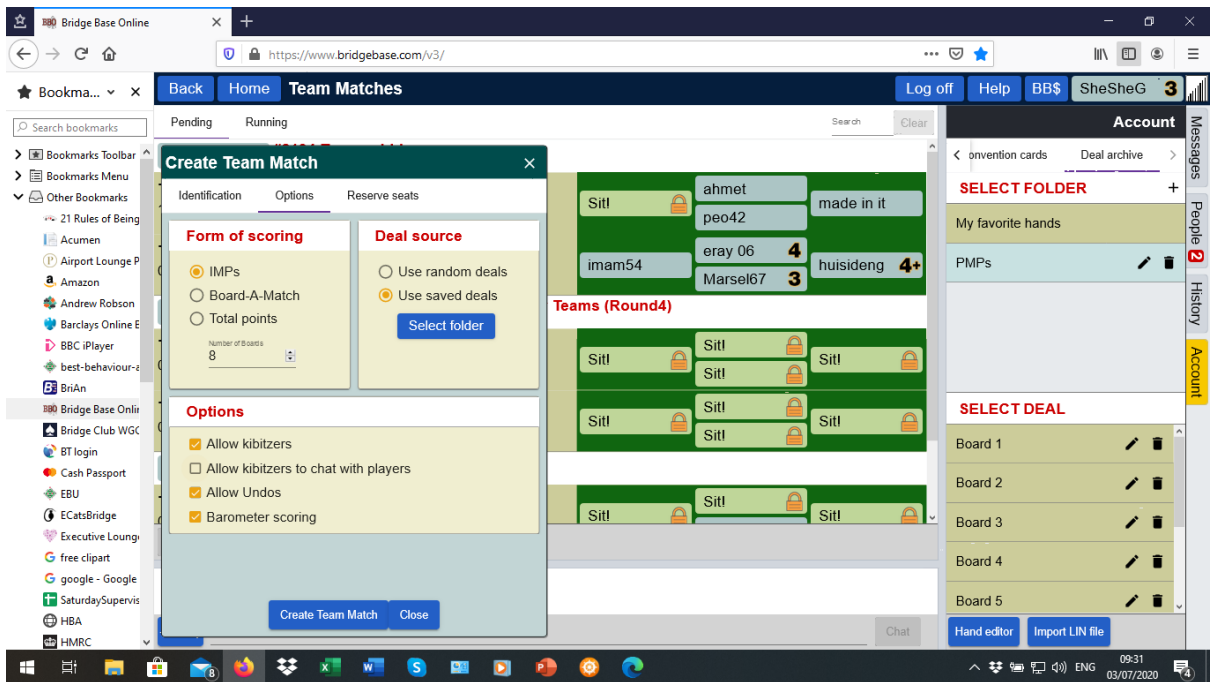 BBO Bridge Base Online
https://www.bridgebase.com/v3/
Bookma...
Back
Home
Team Matches
Log off
Help
BB$
SheSheG 3
Search bookmarks
Bookmarks Toolbar
Bookmarks Menu
Other Bookmarks
21 Rules of Being
Acumen
Airport Lounge P
Amazon
Andrew Robson
Barclays Online B
BBC iPlayer
best-behaviour-a
BriAn
Bridge Base Onlin
Bridge Club WGC
BT login
Cash Passport
EBU
ECatsBridge
Executive Lounge
free clipart
google - Google
SaturdaySupervis
HBA
HMRC
Pending
Running
Search
Clear
Create Team Match
Identification
Options
Reserve seats
Form of scoring
IMPs
Board-A-Match
Total points
Number of Boards
8
Deal source
Use random deals
Use saved deals
Select folder
Options
Allow kibitzers
Allow kibitzers to chat with players
Allow Undos
Barometer scoring
Create Team Match
Close
Sit!
ahmet
peo42
made in it
imam54
eray 06 4
Marsel67 3
huisideng 4+
Teams (Round4)
Sit!
Sit!
Sit!
Sit!
Sit!
Sit!
Sit!
Sit!
Sit!
Sit!
Sit!
Chat
Account
onvention cards
Deal archive
SELECT FOLDER +
My favorite hands
PMPs
SELECT DEAL
Board 1
Board 2
Board 3
Board 4
Board 5
Hand editor
Import LIN file
Messages
People 2
History
Account
8
ENG
09:31
03/07/2020
4